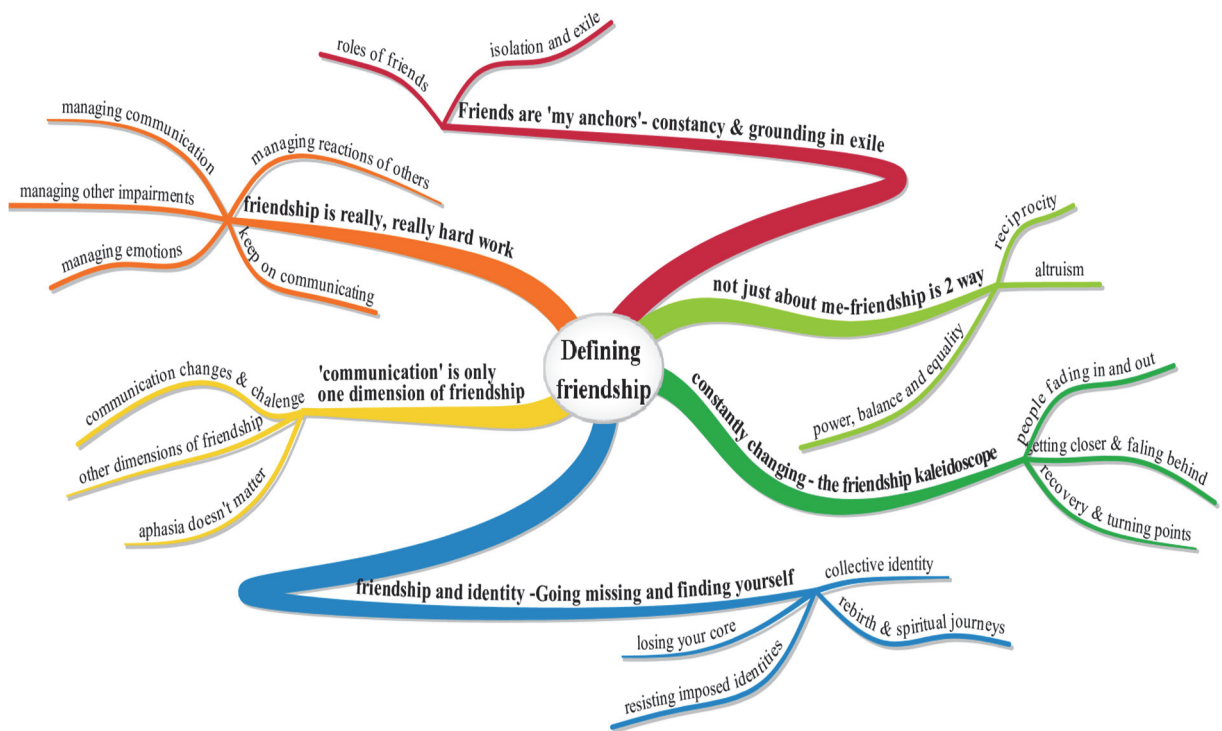 Defining
friendship
Friends are 'my anchors'- constancy & grounding in exile
roles of friends
isolation and exile
not just about me-friendship is 2 way
reciprocity
altruism
power, balance and equality
constantly changing - the friendship kaleidoscope
people fading in and out
getting closer & faling behind
recovery & turning points
friendship and identity -Going missing and finding yourself
collective identity
rebirth & spiritual journeys
losing your core
resisting imposed identities
'communication' is only
one dimension of friendship
communication changes & chalenge
other dimensions of friendship
aphasia doesn't matter
friendship is really, really hard work
managing communication
managing reactions of others
managing other impairments
managing emotions
keep on communicating